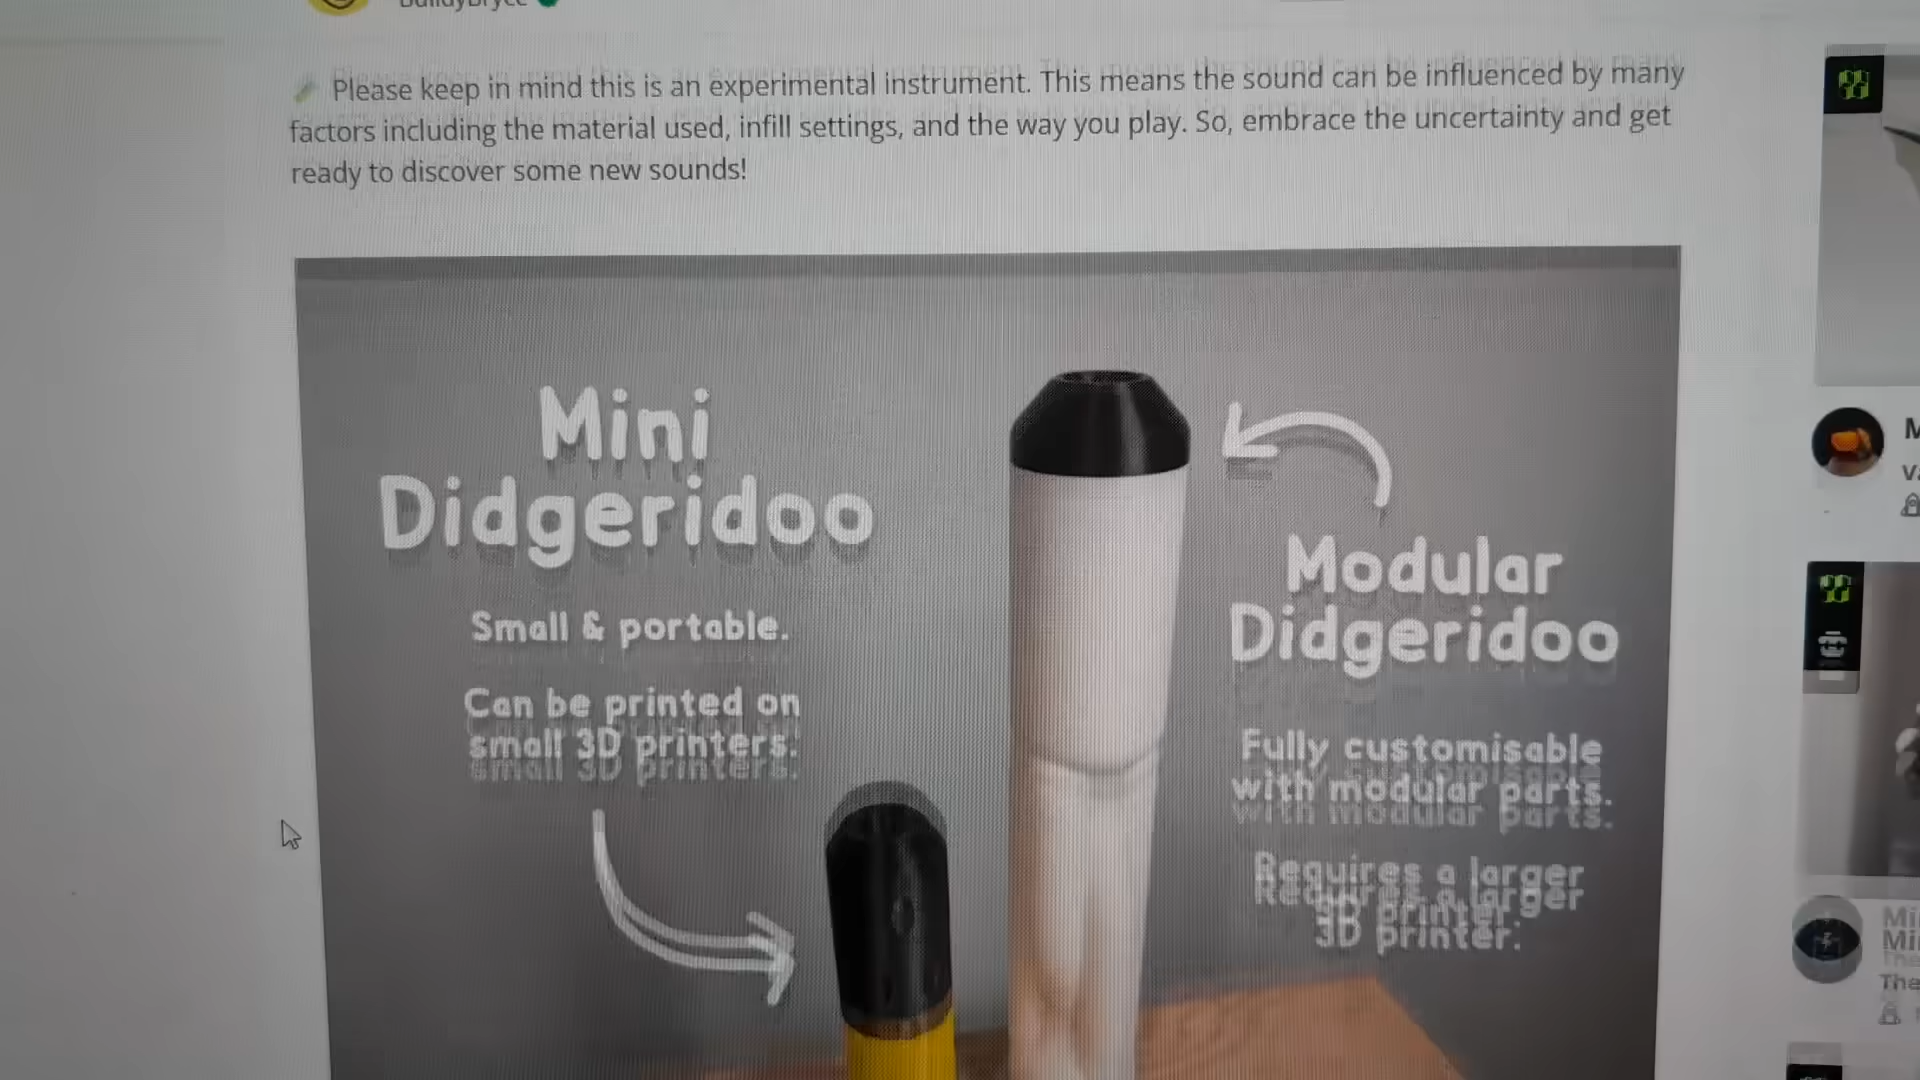 Please keep in mind this is an experimental instrument. This means the sound can be influenced by many
factors including the material used, infill settings, and the way you play. So, embrace the uncertainty and get
ready to discover some new sounds!
Mini
Didgeridoo
Small & portable.
Can be printed on
small 3D printers.
Modular
Didgeridoo
Fully customisable
with modular parts.
Requires a larger
3D printer.